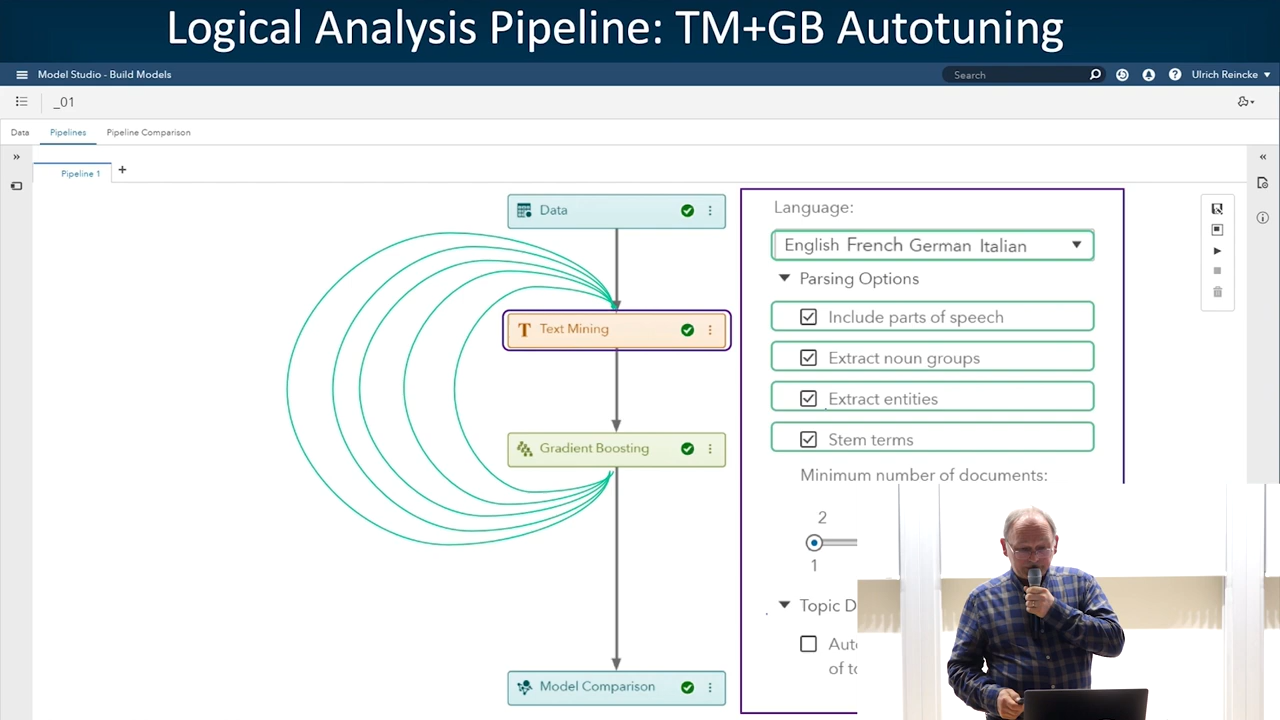 Logical Analysis Pipeline: TM+GB Autotuning
Model Studio - Build Models
Search
Ulrich Reincke
_01
Data
Pipelines
Pipeline Comparison
Pipeline 1
Data
Text Mining
Gradient Boosting
Model Comparison
Language:
English French German Italian
Parsing Options
Include parts of speech
Extract noun groups
Extract entities
Stem terms
Minimum number of documents:
2
1
Topic D
Auto
of to